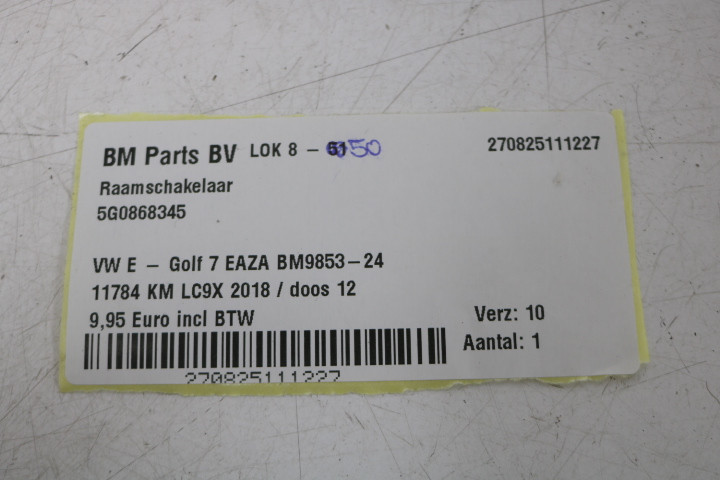 BM Parts BV LOK 8 - 50 270825111227
Raamschakelaar
5G0868345
VW E - Golf 7 EAZA BM9853-24
11784 KM LC9X 2018 / doos 12
9,95 Euro incl BTW Verz: 10
Aantal: 1
270825111227